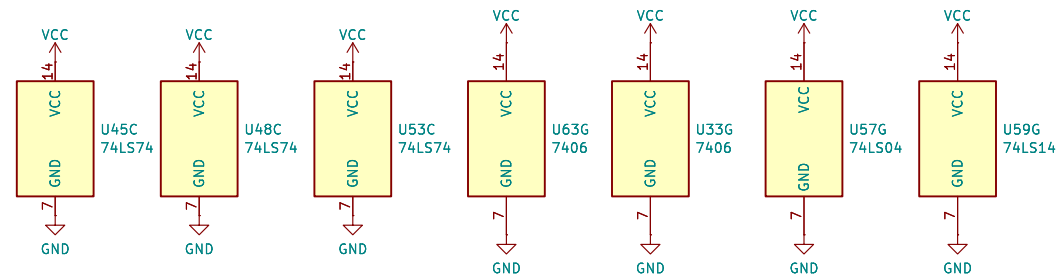 VCC
14
VCC
U45C
74LS74
GND
7
GND
VCC
14
VCC
U48C
74LS74
GND
7
GND
VCC
14
VCC
U53C
74LS74
GND
7
GND
VCC
14
VCC
U63G
7406
GND
7
GND
VCC
14
VCC
U33G
7406
GND
7
GND
VCC
14
VCC
U57G
74LS04
GND
7
GND
VCC
14
VCC
U59G
74LS14
GND
7
GND